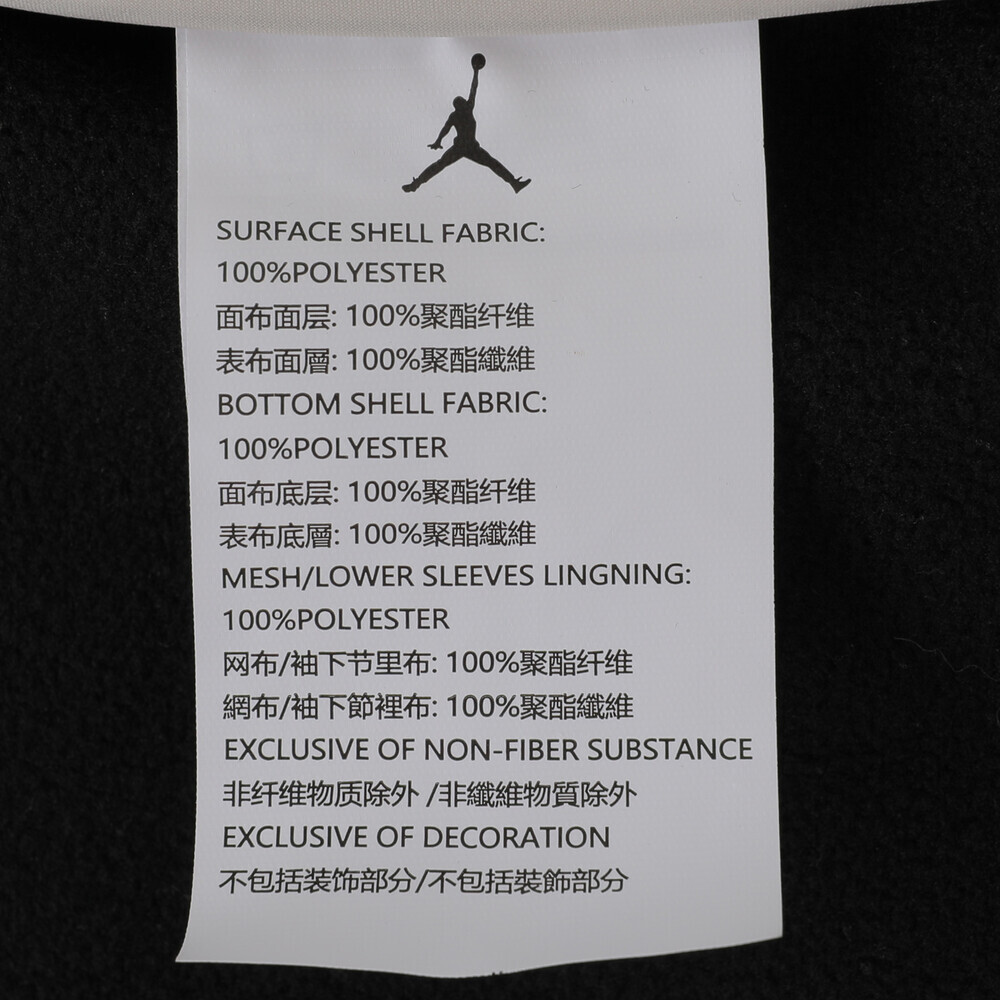 SURFACE SHELL FABRIC:
100%POLYESTER
面布面层: 100%聚酯纤维
表布面層: 100%聚酯纖維
BOTTOM SHELL FABRIC:
100%POLYESTER
面布底层: 100%聚酯纤维
表布底層: 100%聚酯纖維
MESH/LOWER SLEEVES LINGNING:
100%POLYESTER
网布/袖下节里布: 100%聚酯纤维
網布/袖下節裡布: 100%聚酯纖維
EXCLUSIVE OF NON-FIBER SUBSTANCE
非纤维物质除外 /非纖維物質除外
EXCLUSIVE OF DECORATION
不包括装饰部分/不包括裝飾部分